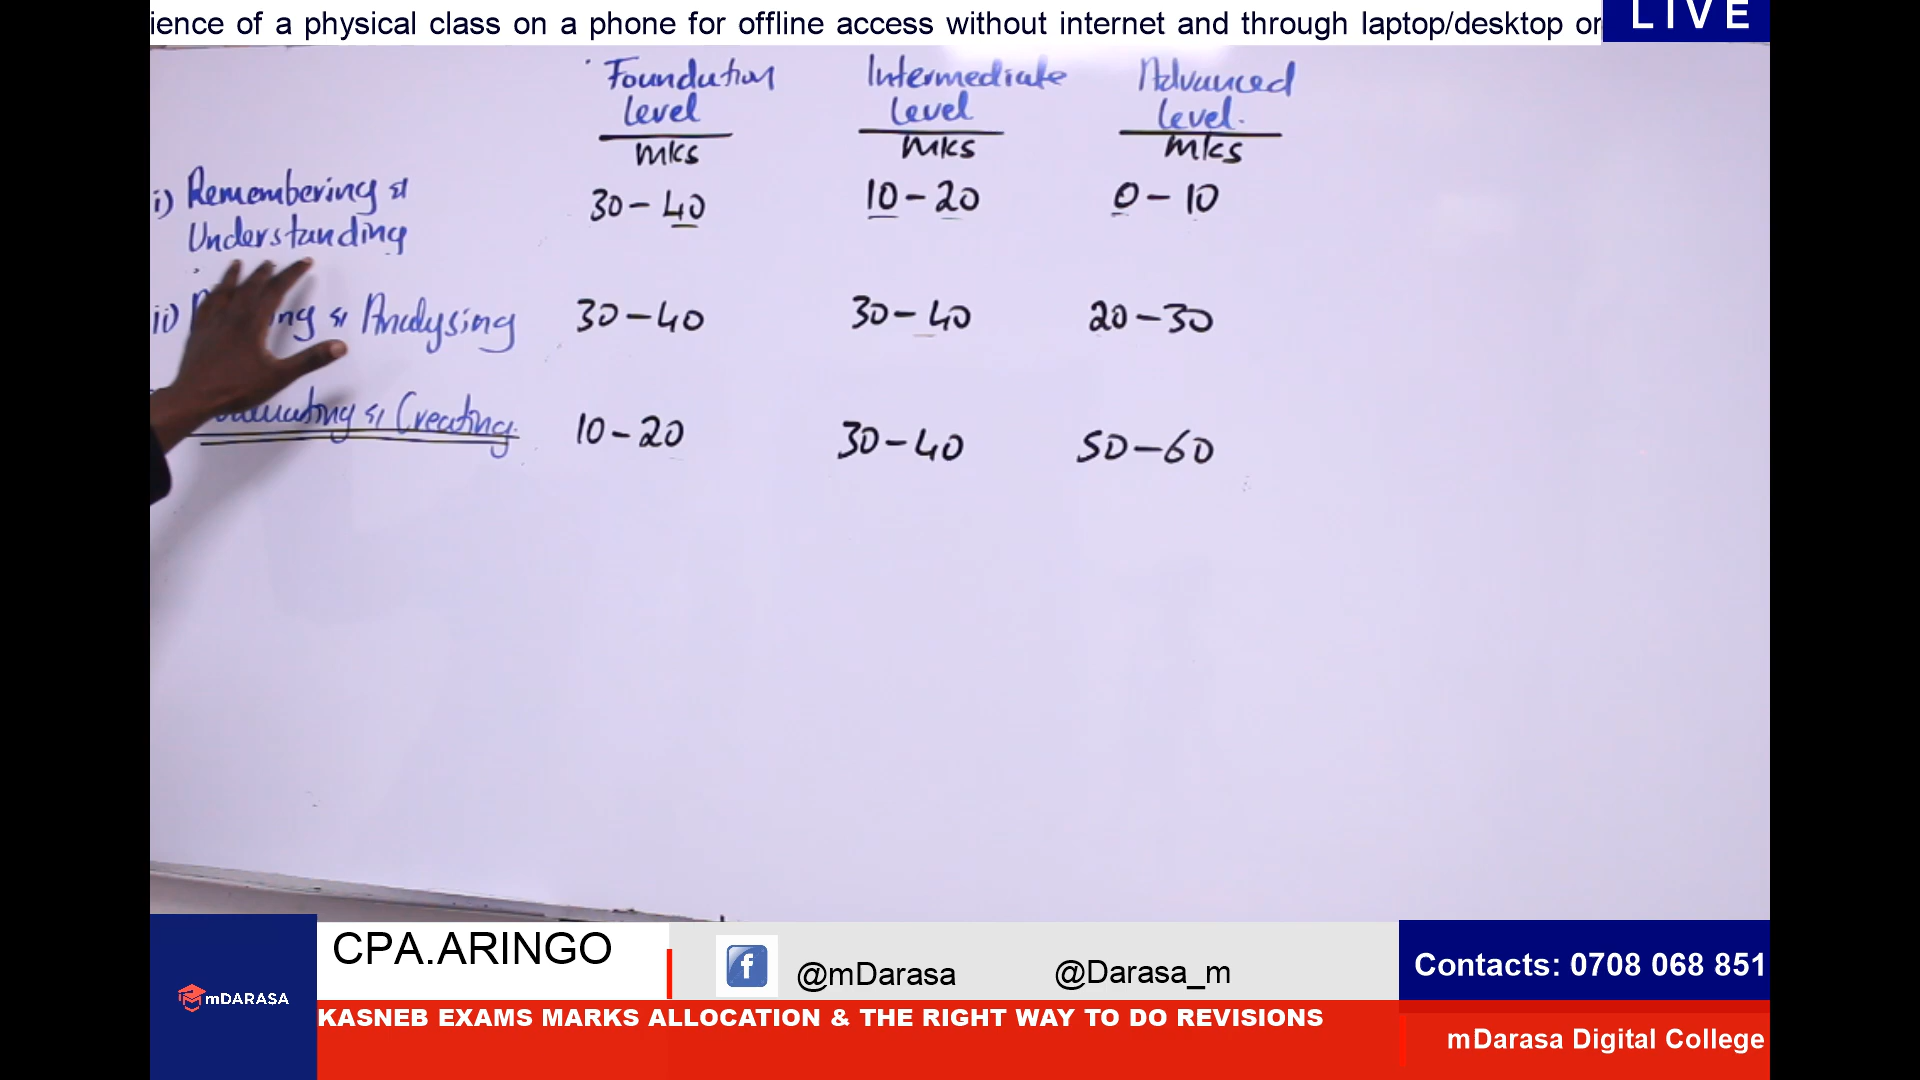 ience of a physical class on a phone for offline access without internet and through laptop/desktop or
LIVE
Foundation Intermediate Advanced
Level Level Level.
mks mks mks
i) Remembering & 30-40 10-20 0-10
Understanding
ii) & Analysing 30-40 30-40 20-30
& Creating. 10-20 30-40 50-60
CPA.ARINGO
@mDarasa @Darasa_m
Contacts: 0708 068 851
mDARASA
KASNEB EXAMS MARKS ALLOCATION & THE RIGHT WAY TO DO REVISIONS
mDarasa Digital College